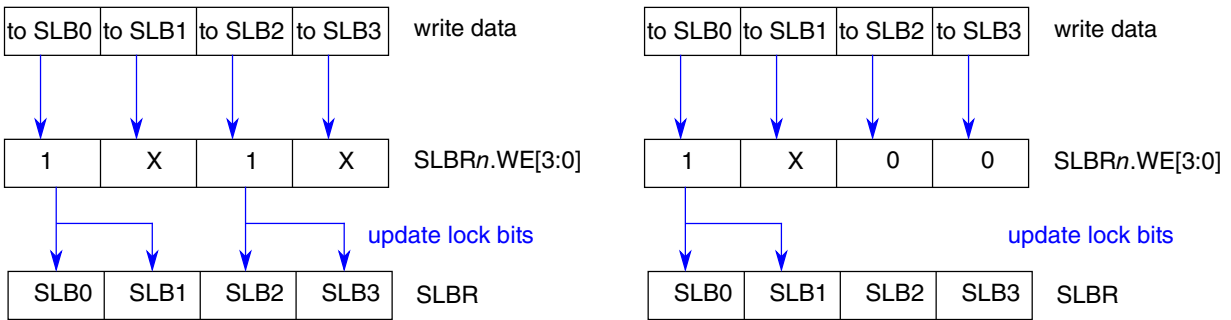 to SLB0 to SLB1 to SLB2 to SLB3 write data
1 X 1 X SLBRn.WE[3:0]
update lock bits
SLB0 SLB1 SLB2 SLB3 SLBR
to SLB0 to SLB1 to SLB2 to SLB3 write data
1 X 0 0 SLBRn.WE[3:0]
update lock bits
SLB0 SLB1 SLB2 SLB3 SLBR